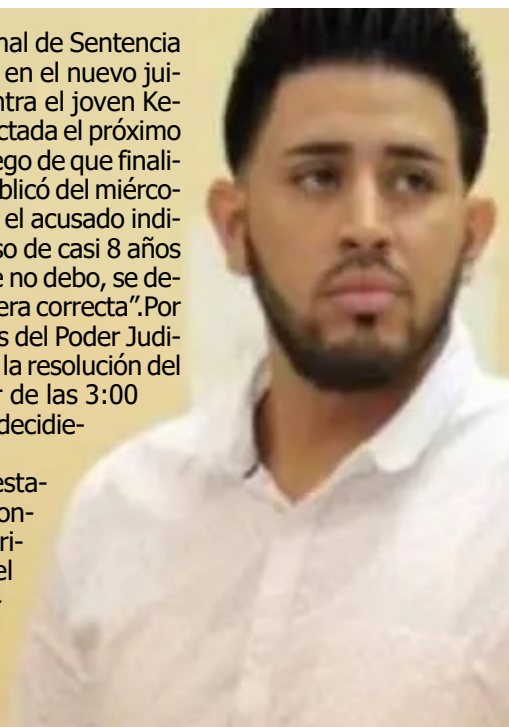 nal de Sentencia
en el nuevo jui-
ntra el joven Ke-
ctada el próximo
ego de que finali-
blicó del miérco-
el acusado indi-
so de casi 8 años
e no debo, se de-
era correcta”.Por
s del Poder Judi-
la resolución del
r de las 3:00
decidie-
esta-
on-
ri-
el
-